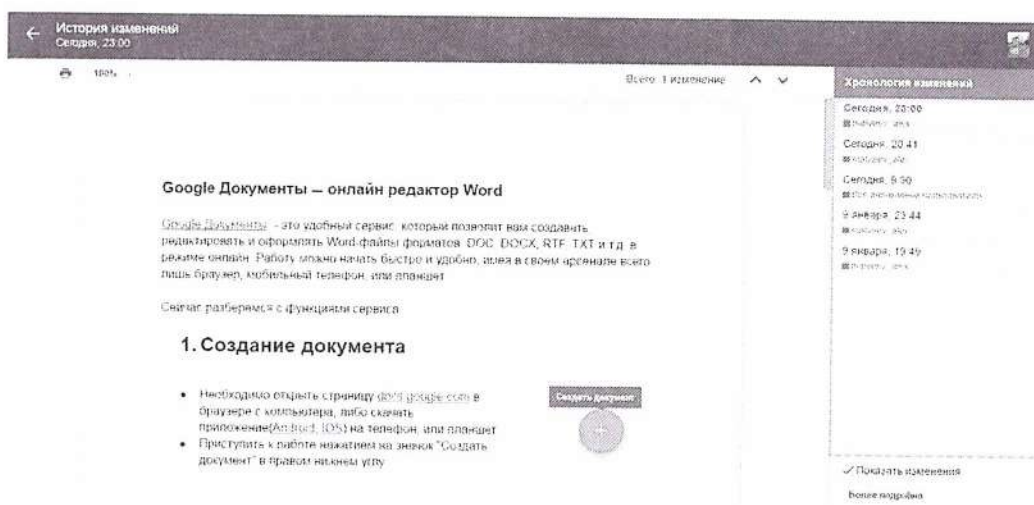 История изменений
Сегодня, 23:00
100%
Всего: 1 изменение
Хронология изменений
Сегодня, 23:00
Сегодня, 20:41
Сегодня, 9:30
Все анонимные пользователи
9 января, 23:44
9 января, 19:49
Google Документы – онлайн редактор Word
Google Документы - это удобный сервис, который позволит вам создавать,
редактировать и оформлять Word-файлы форматов DOC, DOCX, RTF, TXT и т.д. в
режиме онлайн. Работу можно начать быстро и удобно, имея в своем арсенале всего
лишь браузер, мобильный телефон, или планшет.
Сейчас разберемся с функциями сервиса
1. Создание документа
• Необходимо открыть страницу docs.google.com в
браузере с компьютера, либо скачать
приложение(Android, IOS) на телефон, или планшет
• Приступить к работе нажатием на значок "Создать
документ" в правом нижнем углу
Создать документ
Показать изменения
Более подробно